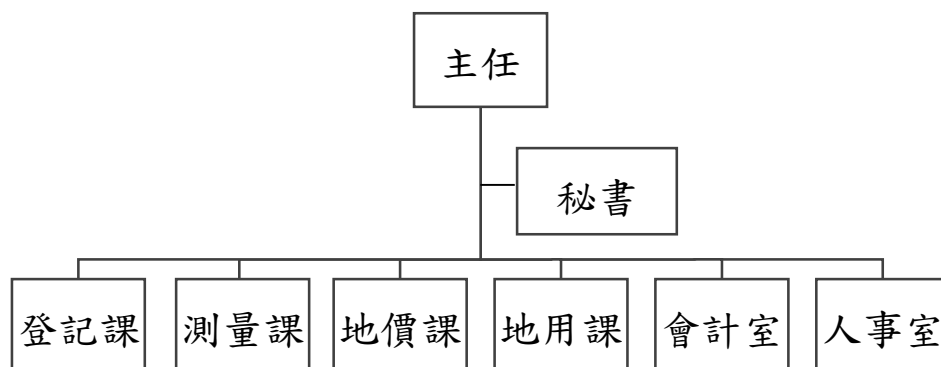 主任
秘書
登記課 測量課 地價課 地用課 會計室 人事室